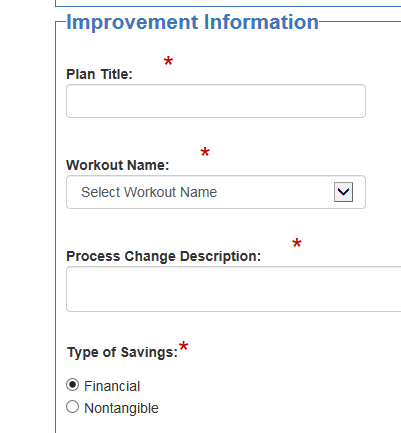 Improvement Information
Plan Title: *
Workout Name: *
Select Workout Name
Process Change Description: *
Type of Savings:*
Financial
Nontangible